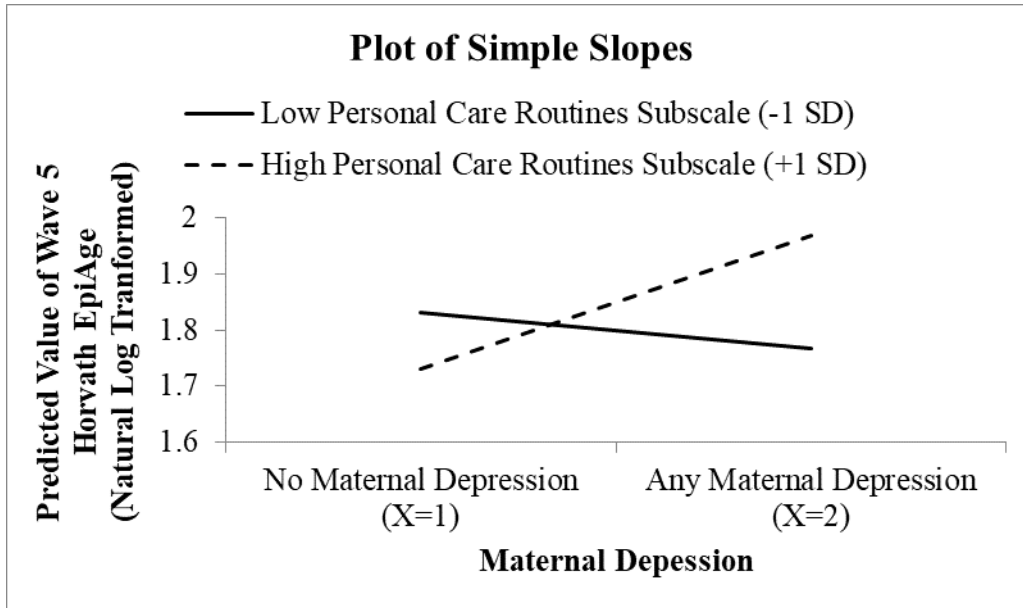 Plot of Simple Slopes
Low Personal Care Routines Subscale (-1 SD)
High Personal Care Routines Subscale (+1 SD)
Predicted Value of Wave 5
Horvath EpiAge
(Natural Log Tranformed)
2
1.9
1.8
1.7
1.6
No Maternal Depression
(X=1)
Any Maternal Depression
(X=2)
Maternal Depession